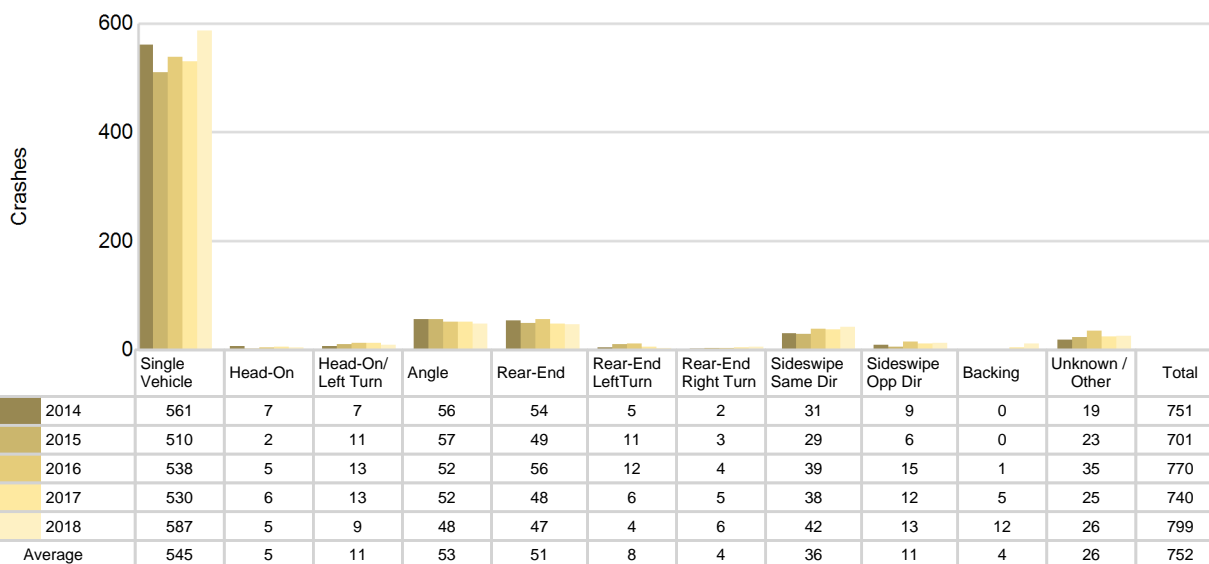 600
400
200
0
Crashes
Single Vehicle Head-On Head-On/ Left Turn Angle Rear-End Rear-End LeftTurn Rear-End Right Turn Sideswipe Same Dir Sideswipe Opp Dir Backing Unknown / Other Total
2014 561 7 7 56 54 5 2 31 9 0 19 751
2015 510 2 11 57 49 11 3 29 6 0 23 701
2016 538 5 13 52 56 12 4 39 15 1 35 770
2017 530 6 13 52 48 6 5 38 12 5 25 740
2018 587 5 9 48 47 4 6 42 13 12 26 799
Average 545 5 11 53 51 8 4 36 11 4 26 752